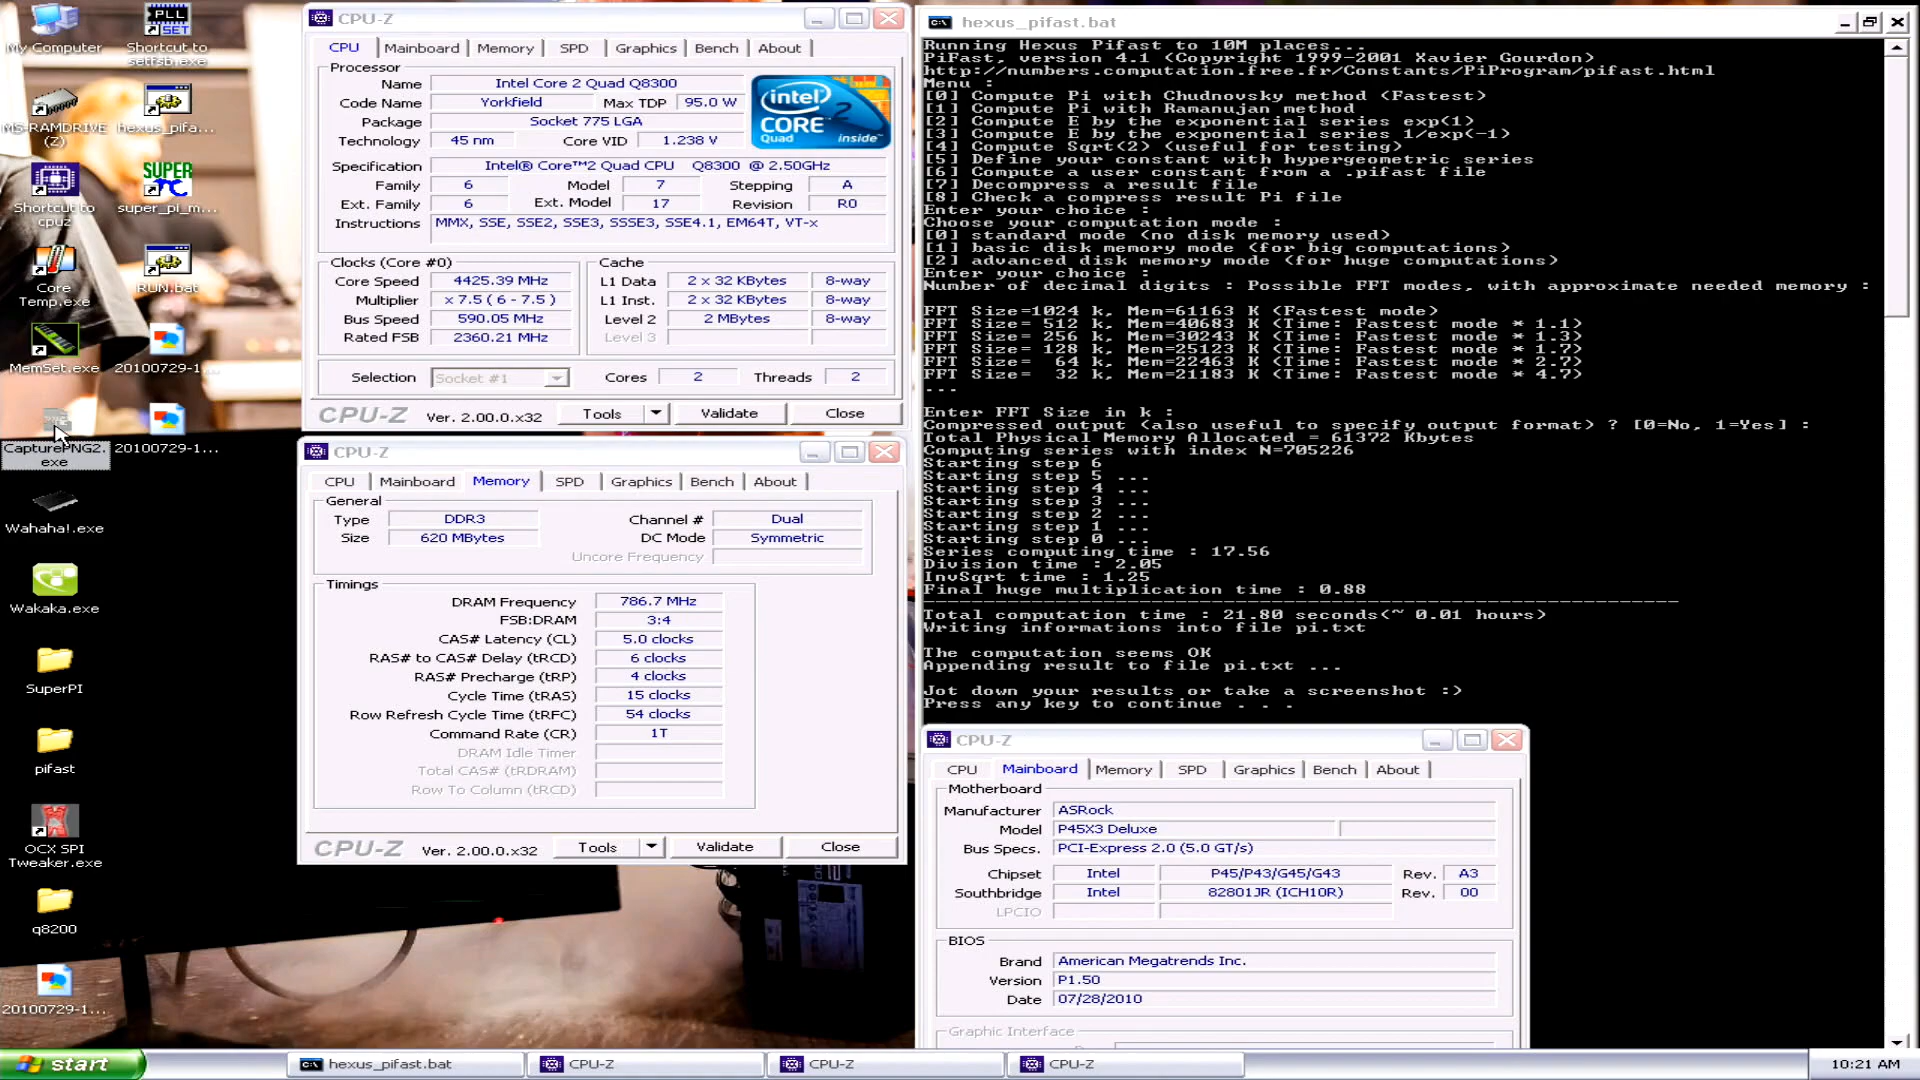 My Computer
Shortcut to
setfsb.exe
MS-RAMDRIVE
(Z)
hexus_pifa...
Shortcut to
cpuz
super_pi_m...
Core
Temp.exe
RUN.bat
MemSet.exe
20100729-1...
CapturePNG2.
exe
20100729-1...
Wahaha!.exe
Wakaka.exe
SuperPI
pifast
OCX SPI
Tweaker.exe
q8200
20100729-1...
CPU-Z
CPU Mainboard Memory SPD Graphics Bench About
Processor
Name Intel Core 2 Quad Q8300
Code Name Yorkfield Max TDP 95.0 W
Package Socket 775 LGA
Technology 45 nm Core VID 1.238 V
intel
CORE 2
Quad inside™
Specification Intel® Core™2 Quad CPU Q8300 @ 2.50GHz
Family 6 Model 7 Stepping A
Ext. Family 6 Ext. Model 17 Revision R0
Instructions MMX, SSE, SSE2, SSE3, SSSE3, SSE4.1, EM64T, VT-x
Clocks (Core #0)
Core Speed 4425.39 MHz
Multiplier x 7.5 ( 6 - 7.5 )
Bus Speed 590.05 MHz
Rated FSB 2360.21 MHz
Cache
L1 Data 2 x 32 KBytes 8-way
L1 Inst. 2 x 32 KBytes 8-way
Level 2 2 MBytes 8-way
Level 3
Selection Socket #1 Cores 2 Threads 2
CPU-Z Ver. 2.00.0.x32 Tools Validate Close
CPU-Z
CPU Mainboard Memory SPD Graphics Bench About
General
Type DDR3 Channel # Dual
Size 620 MBytes DC Mode Symmetric
Uncore Frequency
Timings
DRAM Frequency 786.7 MHz
FSB:DRAM 3:4
CAS# Latency (CL) 5.0 clocks
RAS# to CAS# Delay (tRCD) 6 clocks
RAS# Precharge (tRP) 4 clocks
Cycle Time (tRAS) 15 clocks
Row Refresh Cycle Time (tRFC) 54 clocks
Command Rate (CR) 1T
DRAM Idle Timer
Total CAS# (tRDRAM)
Row To Column (tRCD)
CPU-Z Ver. 2.00.0.x32 Tools Validate Close
hexus_pifast.bat
Running Hexus Pifast to 10M places...
PiFast, version 4.1 (Copyright 1999-2001 Xavier Gourdon)
http://numbers.computation.free.fr/Constants/PiProgram/pifast.html
Menu :
[0] Compute Pi with Chudnovsky method (Fastest)
[1] Compute Pi with Ramanujan method
[2] Compute E by the exponential series exp(1)
[3] Compute E by the exponential series 1/exp(-1)
[4] Compute Sqrt(2) (useful for testing)
[5] Define your constant with hypergeometric series
[6] Compute a user constant from a .pifast file
[7] Decompress a result file
[8] Check a compress result Pi file
Enter your choice :
Choose your computation mode :
[0] standard mode (no disk memory used)
[1] basic disk memory mode (for big computations)
[2] advanced disk memory mode (for huge computations)
Enter your choice :
Number of decimal digits : Possible FFT modes, with approximate needed memory :
FFT Size=1024 k, Mem=61163 K (Fastest mode)
FFT Size= 512 k, Mem=40683 K (Time: Fastest mode * 1.1)
FFT Size= 256 k, Mem=30243 K (Time: Fastest mode * 1.3)
FFT Size= 128 k, Mem=25123 K (Time: Fastest mode * 1.7)
FFT Size= 64 k, Mem=22463 K (Time: Fastest mode * 2.7)
FFT Size= 32 k, Mem=21183 K (Time: Fastest mode * 4.7)
...
Enter FFT Size in k :
Compressed output (also useful to specify output format) ? [0=No, 1=Yes] :
Total Physical Memory Allocated = 61372 Kbytes
Computing series with index N=705226
Starting step 6
Starting step 5 ...
Starting step 4 ...
Starting step 3 ...
Starting step 2 ...
Starting step 1 ...
Starting step 0 ...
Series computing time : 17.56
Division time : 2.05
InvSqrt time : 1.25
Final huge multiplication time : 0.88
Total computation time : 21.80 seconds(~ 0.01 hours)
Writing informations into file pi.txt
The computation seems OK
Appending result to file pi.txt ...
Jot down your results or take a screenshot :)
Press any key to continue . . .
CPU-Z
CPU Mainboard Memory SPD Graphics Bench About
Motherboard
Manufacturer ASRock
Model P45X3 Deluxe
Bus Specs. PCI-Express 2.0 (5.0 GT/s)
Chipset Intel P45/P43/G45/G43 Rev. A3
Southbridge Intel 82801JR (ICH10R) Rev. 00
LPCIO
BIOS
Brand American Megatrends Inc.
Version P1.50
Date 07/28/2010
Graphic Interface
start
hexus_pifast.bat
CPU-Z
CPU-Z
CPU-Z
10:21 AM